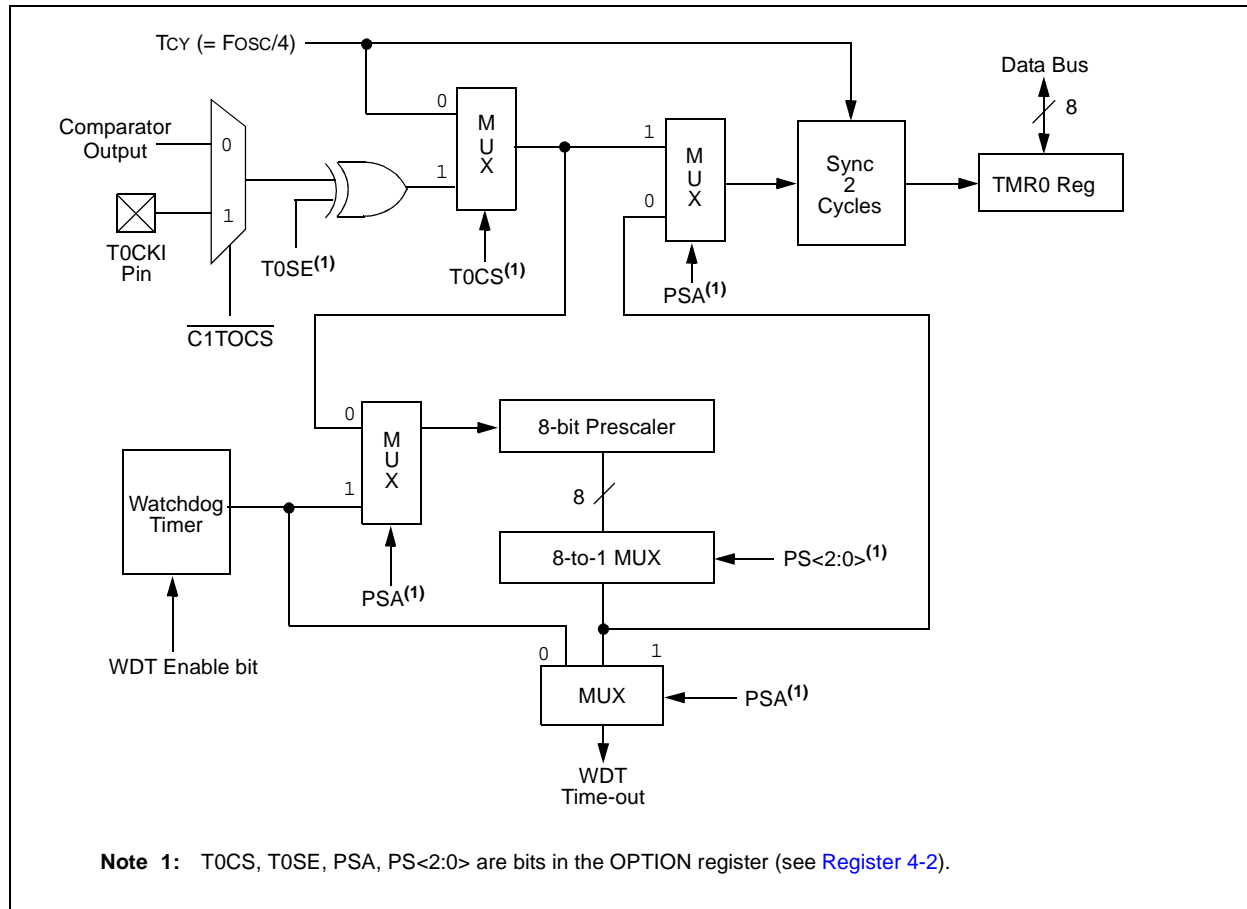 TCY (= FOSC/4)
Data Bus
8
0
M
U
X
1
Comparator
Output
0
1
T0CKI
Pin
T0SE(1)
T0CS(1)
C1TOCS
1
M
U
X
0
PSA(1)
Sync
2
Cycles
TMR0 Reg
0
M
U
X
1
PSA(1)
8-bit Prescaler
8
8-to-1 MUX
PS<2:0>(1)
Watchdog
Timer
WDT Enable bit
0
1
MUX
PSA(1)
WDT
Time-out
Note 1: T0CS, T0SE, PSA, PS<2:0> are bits in the OPTION register (see Register 4-2).